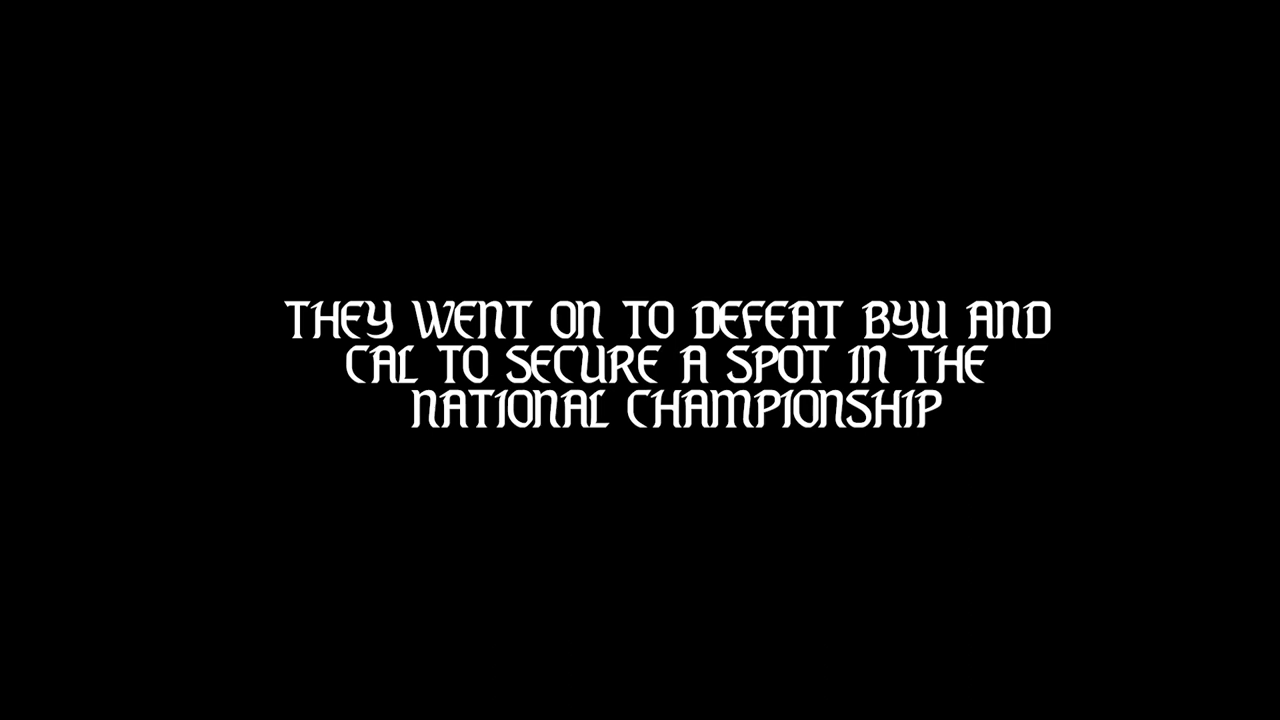 THEY WENT ON TO DEFEAT BYU AND
CAL TO SECURE A SPOT IN THE
NATIONAL CHAMPIONSHIP